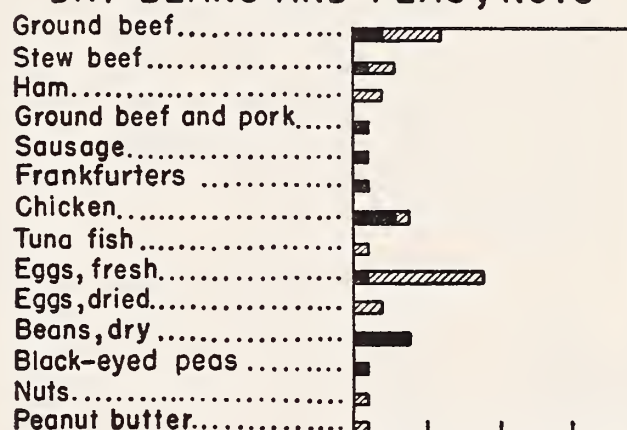 Ground beef
Stew beef
Ham
Ground beef and pork
Sausage
Frankfurters
Chicken
Tuna fish
Eggs, fresh
Eggs, dried
Beans, dry
Black-eyed peas
Nuts
Peanut butter